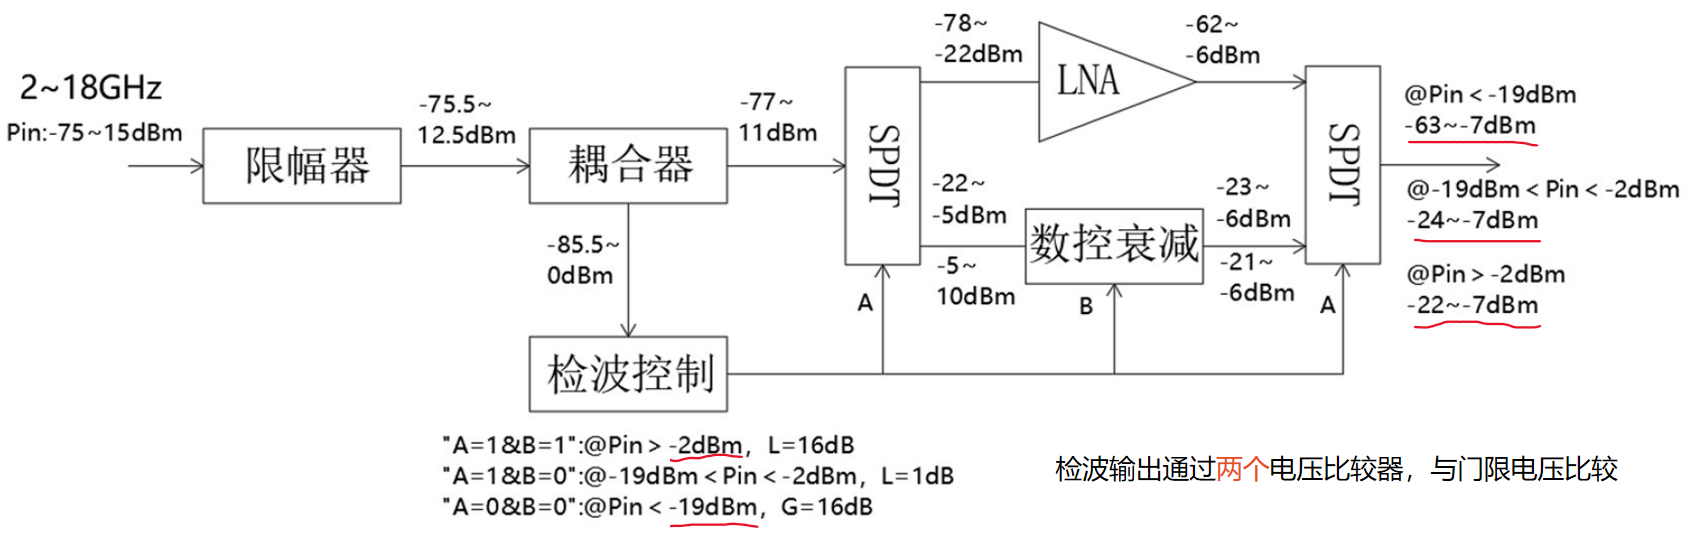 2~18GHz
Pin:-75~15dBm
限幅器
-75.5~
12.5dBm
耦合器
-77~
11dBm
-85.5~
0dBm
检波控制
SPDT
-78~
-22dBm
LNA
-62~
-6dBm
-22~
-5dBm
-5~
10dBm
数控衰减
-23~
-6dBm
-21~
-6dBm
A
B
A
SPDT
@Pin < -19dBm
-63~-7dBm
@-19dBm < Pin < -2dBm
-24~-7dBm
@Pin > -2dBm
-22~-7dBm
"A=1&B=1":@Pin > -2dBm, L=16dB
"A=1&B=0":@-19dBm < Pin < -2dBm, L=1dB
"A=0&B=0":@Pin < -19dBm, G=16dB
检波输出通过两个电压比较器，与门限电压比较